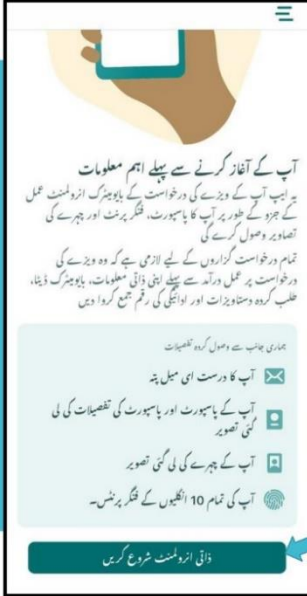 آپ کے آغاز کرنے سے پہلے اہم معلومات
یہ ایپ آپ کے ویزے کی درخواست کے بایومیٹرک انرولمنٹ عمل
کے جزو کے طور پر آپ کا پاسپورٹ، فنگر پرنٹ اور چہرے کی
تصاویر وصول کرے گی
تمام درخواست گزاروں کے لیے لازمی ہے کہ وہ ویزے کی
درخواست پر عمل درآمد سے پہلے اپنی ذاتی معلومات، بایومیٹرک ڈیٹا،
طلب کردہ دستاویزات اور ادائیگی کی رقم جمع کروا دیں
ہماری جانب سے وصول کردہ تفصیلات
آپ کا درست ای میل پتہ
آپ کے پاسپورٹ اور پاسپورٹ کی تفصیلات کی لی
گئی تصویر
آپ کے چہرے کی لی گئی تصویر
آپ کی تمام 10 انگلیوں کے فنگر پرنٹس۔
ذاتی انرولمنٹ شروع کریں